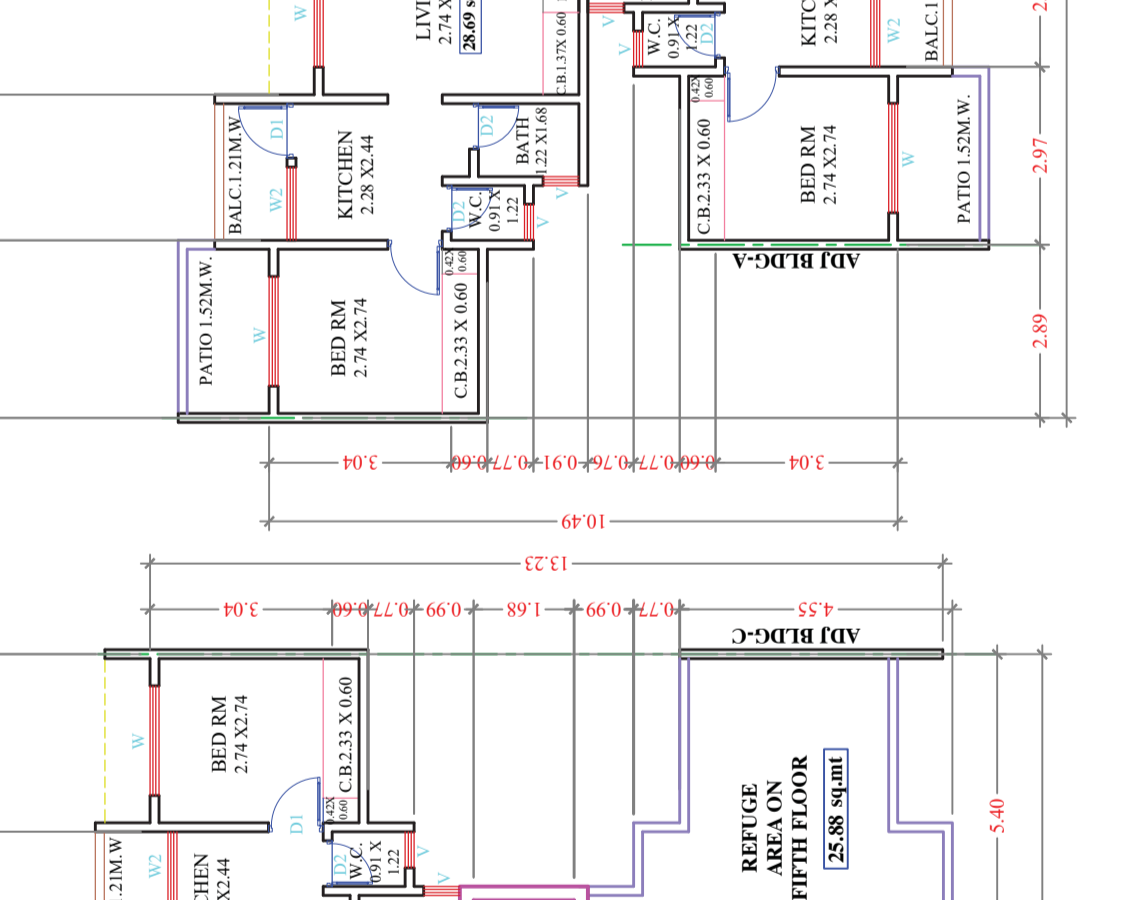 W
LIVI
2.74 X
28.69 s
C.B.1.37X 0.60
V
V
W.C.
0.91X
1.22
D2
KITC
2.28 X
W2
BALC.1
2.
BALC.1.21M.W
D1
W2
KITCHEN
2.28 X2.44
D2
BATH
1.22 X1.68
V
D2
W.C.
0.91 X
1.22
V
0.42X
0.60
C.B.2.33 X 0.60
BED RM
2.74 X2.74
W
PATIO 1.52M.W.
2.97
ADJ BLDG-A
PATIO 1.52M.W.
W
BED RM
2.74 X2.74
0.42X
0.60
C.B.2.33 X 0.60
2.89
3.04
0.60
0.77
0.91
0.76
0.77
0.60
3.04
10.49
13.23
3.04
0.60
0.77
0.99
1.68
0.99
0.77
4.55
ADJ BLDG-C
W
BED RM
2.74 X2.74
C.B.2.33 X 0.60
0.42X
0.60
D1
REFUGE
AREA ON
FIFTH FLOOR
25.88 sq.mt
5.40
1.21M.W
W2
CHEN
X2.44
D2
W.C.
0.91 X
1.22
V
V